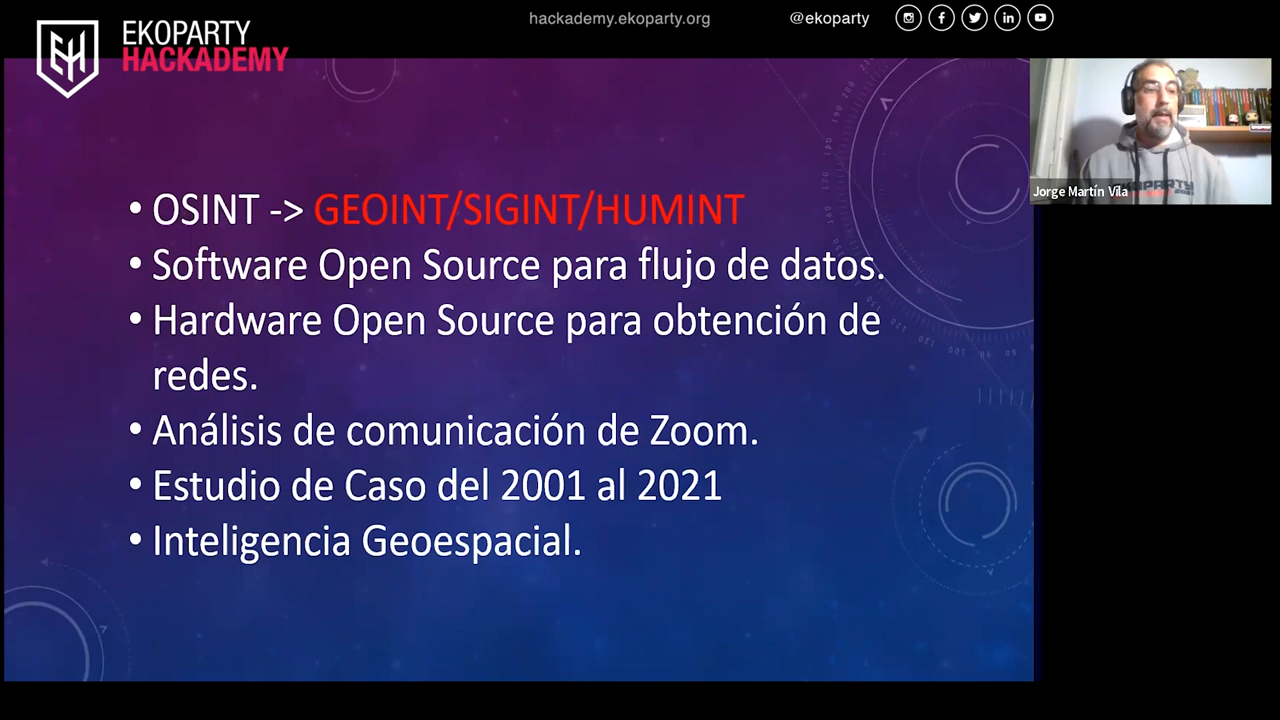 EKOPARTY
HACKADEMY
hackademy.ekoparty.org
@ekoparty
Jorge Martín Vila
• OSINT -> GEOINT/SIGINT/HUMINT
• Software Open Source para flujo de datos.
• Hardware Open Source para obtención de
redes.
• Análisis de comunicación de Zoom.
• Estudio de Caso del 2001 al 2021
• Inteligencia Geoespacial.